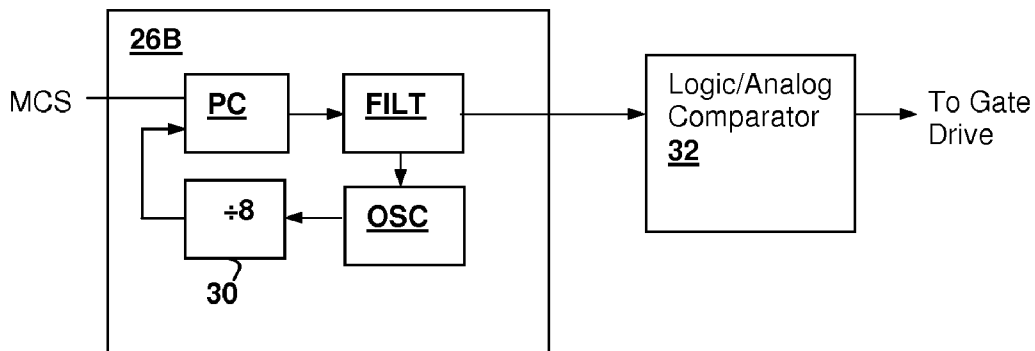 26B
MCS
PC
FILT
Logic/Analog
Comparator
32
To Gate
Drive
÷8
OSC
30